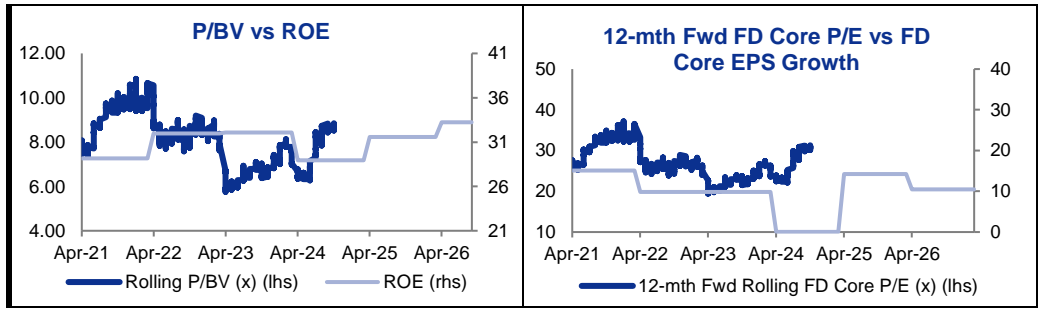 P/BV vs ROE
12.00
10.00
8.00
6.00
4.00
41
36
31
26
21
Apr-21 Apr-22 Apr-23 Apr-24 Apr-25 Apr-26
Rolling P/BV (x) (lhs) ROE (rhs)
12-mth Fwd FD Core P/E vs FD
Core EPS Growth
50
40
30
20
10
40
30
20
10
0
Apr-21 Apr-22 Apr-23 Apr-24 Apr-25 Apr-26
12-mth Fwd Rolling FD Core P/E (x) (lhs)